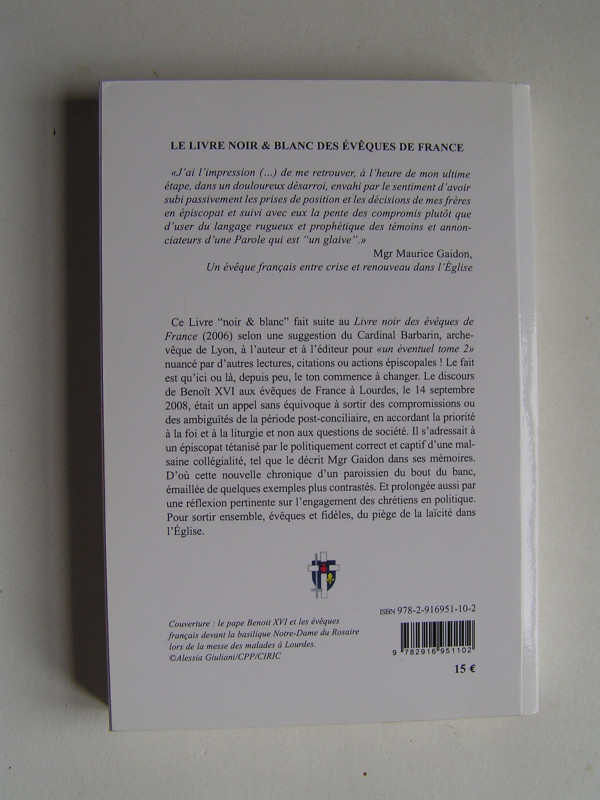 LE LIVRE NOIR & BLANC DES ÉVÊQUES DE FRANCE
«J'ai l'impression (...) de me retrouver, à l'heure de mon ultime
étape, dans un douloureux désarroi, envahi par le sentiment d'avoir
subi passivement les prises de position et les décisions de mes frères
en épiscopat et suivi avec eux la pente des compromis plutôt que
d'user du langage rugueux et prophétique des témoins et annon-
ciateurs d'une Parole qui est "un glaive".»
Mgr Maurice Gaidon,
Un évêque français entre crise et renouveau dans l'Église
Ce Livre "noir & blanc" fait suite au Livre noir des évêques de
France (2006) selon une suggestion du Cardinal Barbarin, arche-
vêque de Lyon, à l'auteur et à l'éditeur pour «un éventuel tome 2»
nuancé par d'autres lectures, citations ou actions épiscopales ! Le fait
est qu'ici ou là, depuis peu, le ton commence à changer. Le discours
de Benoît XVI aux évêques de France à Lourdes, le 14 septembre
2008, était un appel sans équivoque à sortir des compromissions ou
des ambiguïtés de la période post-conciliaire, en accordant la priorité
à la foi et à la liturgie et non aux questions de société. Il s'adressait à
un épiscopat tétanisé par le politiquement correct et captif d'une mal-
saine collégialité, tel que le décrit Mgr Gaidon dans ses mémoires.
D'où cette nouvelle chronique d'un paroissien du bout du banc,
émaillée de quelques exemples plus contrastés. Et prolongée aussi par
une réflexion pertinente sur l'engagement des chrétiens en politique.
Pour sortir ensemble, évêques et fidèles, du piège de la laïcité dans
l'Église.
ISBN 978-2-916951-10-2
Couverture : le pape Benoit XVI et les évêques
français devant la basilique Notre-Dame du Rosaire
lors de la messe des malades à Lourdes.
©Alessia Giuliani/CPP/CIRIC
9 782916 951102
15 €